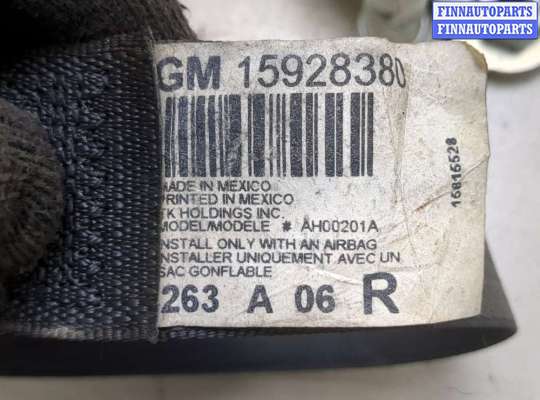 FINNAUTOPARTS
FINNAUTOPARTS
GM 15928380
MADE IN MEXICO
PRINTED IN MEXICO
TK HOLDINGS INC.
MODEL/MODELE # AH00201A
INSTALL ONLY WITH AN AIRBAG
INSTALLER UNIQUEMENT AVEC UN
SAC GONFLABLE
263 A 06 R